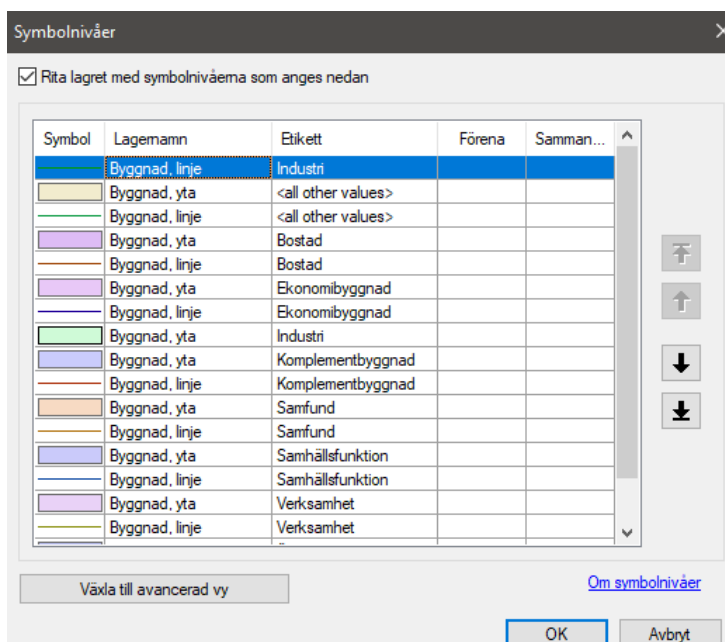 Symbolnivåer
Rita lagret med symbolnivåerna som anges nedan
Symbol Lagernamn Etikett Förena Samman...
Byggnad, linje Industri
Byggnad, yta <all other values>
Byggnad, linje <all other values>
Byggnad, yta Bostad
Byggnad, linje Bostad
Byggnad, yta Ekonomibyggnad
Byggnad, linje Ekonomibyggnad
Byggnad, yta Industri
Byggnad, yta Komplementbyggnad
Byggnad, linje Komplementbyggnad
Byggnad, yta Samfund
Byggnad, linje Samfund
Byggnad, yta Samhällsfunktion
Byggnad, linje Samhällsfunktion
Byggnad, yta Verksamhet
Byggnad, linje Verksamhet
Växla till avancerad vy
Om symbolnivåer
OK Avbryt